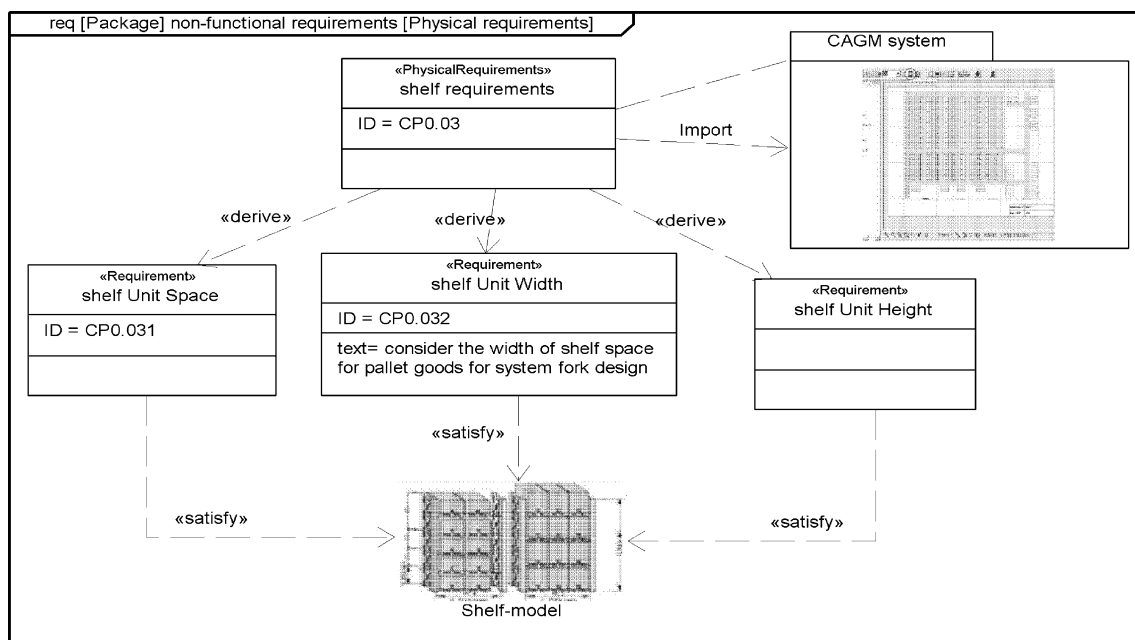 req [Package] non-functional requirements [Physical requirements]
CAGM system
«PhysicalRequirements»
shelf requirements
ID = CP0.03
Import
«derive»
«derive»
«derive»
«Requirement»
shelf Unit Space
ID = CP0.031
«Requirement»
shelf Unit Width
ID = CP0.032
text= consider the width of shelf space
for pallet goods for system fork design
«Requirement»
shelf Unit Height
«satisfy»
«satisfy»
«satisfy»
Shelf-model